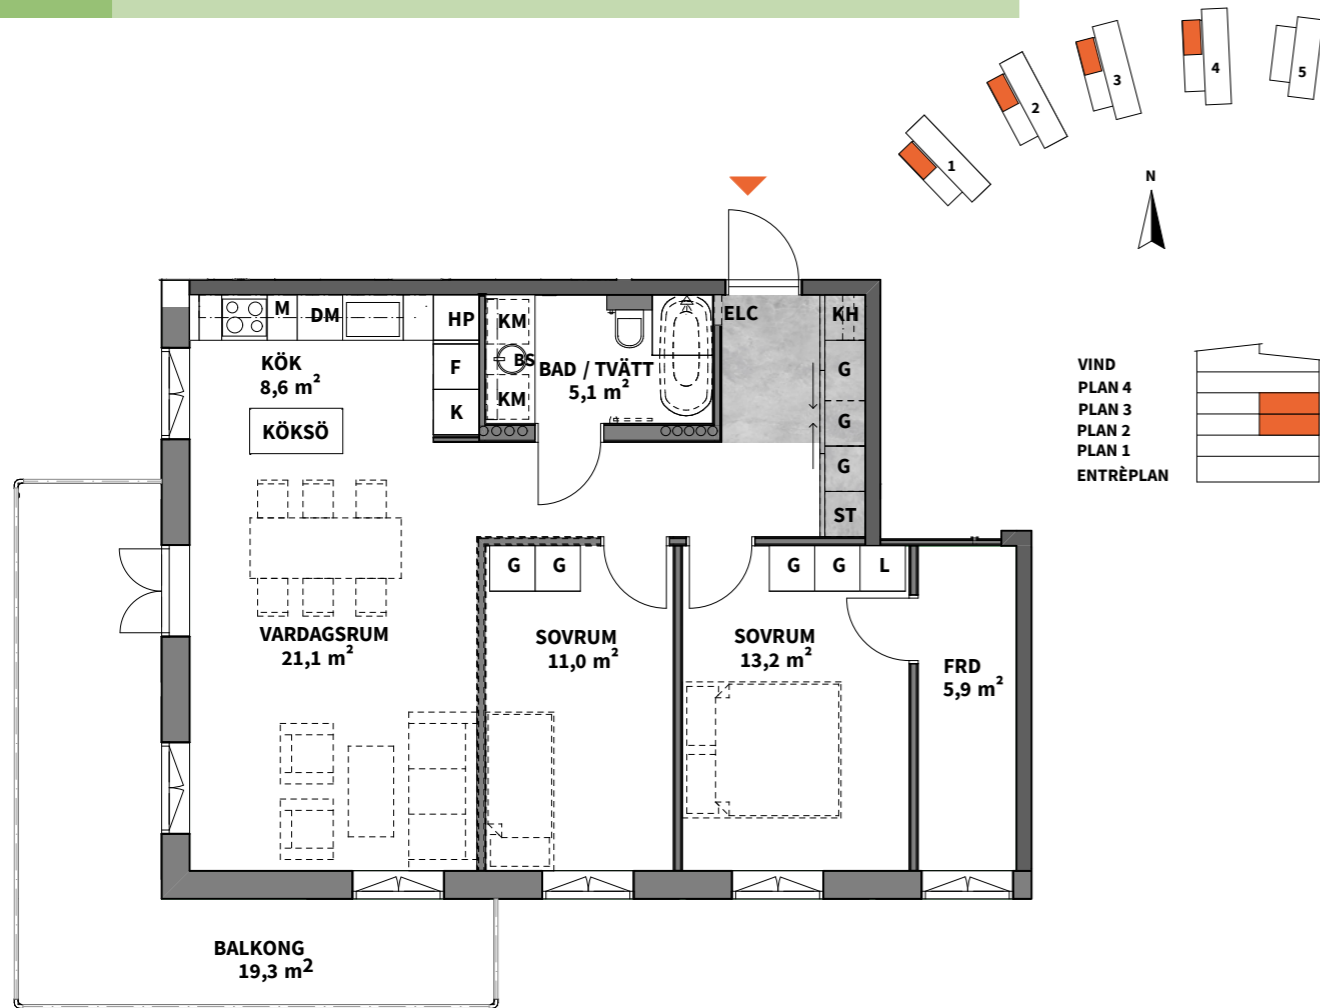 1
2
3
4
5
N
M
DM
HP
KM
BS
KM
F
K
KÖK
8,6 m²
KÖKSÖ
BAD / TVÄTT
5,1 m²
ELC
KH
G
G
G
ST
VIND
PLAN 4
PLAN 3
PLAN 2
PLAN 1
ENTRÈPLAN
G
G
G
G
L
VARDAGSRUM
21,1 m²
SOVRUM
11,0 m²
SOVRUM
13,2 m²
FRD
5,9 m²
BALKONG
19,3 m²